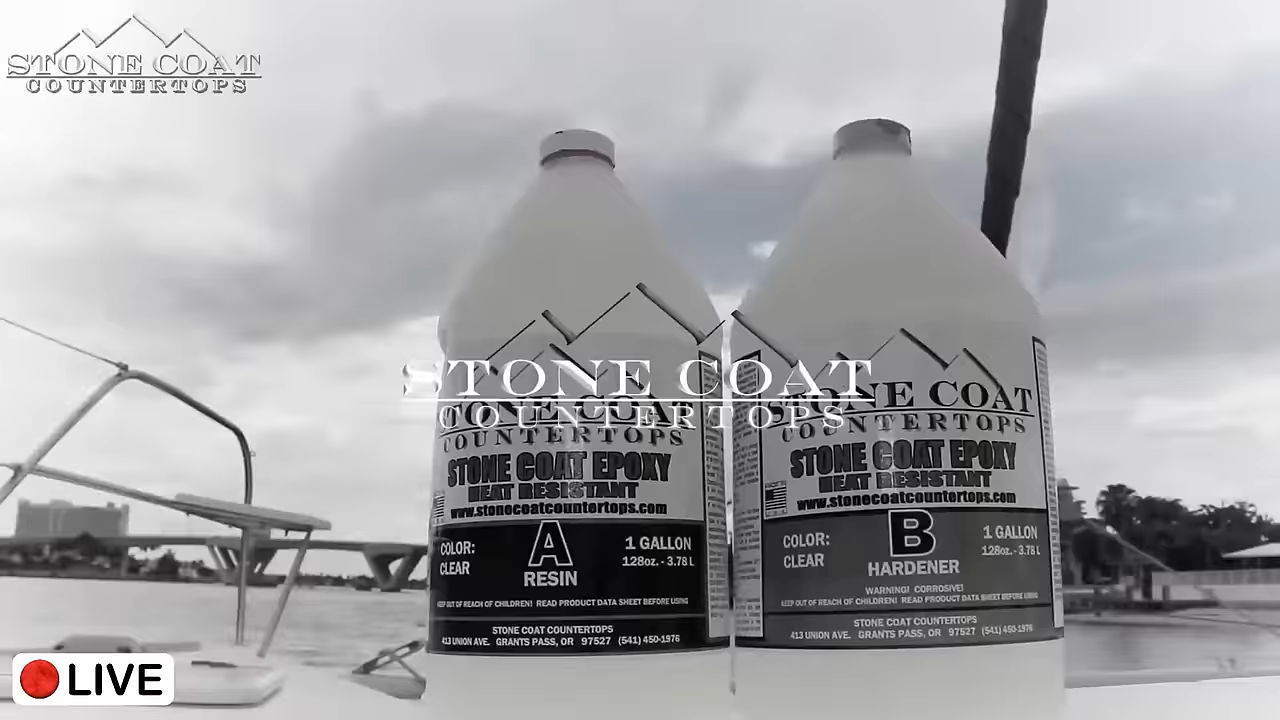 STONE COAT
COUNTERTOPS
STONE COAT
COUNTERTOPS
STONE COAT
COUNTERTOPS
STONE COAT EPOXY
HEAT RESISTANT
www.stonecoatcountertops.com
COLOR:
CLEAR
A
RESIN
1 GALLON
128oz. - 3.78 L
KEEP OUT OF REACH OF CHILDREN! READ PRODUCT DATA SHEET BEFORE USING
STONE COAT COUNTERTOPS
413 UNION AVE. GRANTS PASS, OR 97527 (541) 450-1976
STONE COAT
COUNTERTOPS
STONE COAT EPOXY
HEAT RESISTANT
www.stonecoatcountertops.com
COLOR:
CLEAR
B
HARDENER
1 GALLON
128oz. - 3.78 L
WARNING! CORROSIVE!
KEEP OUT OF REACH OF CHILDREN! READ PRODUCT DATA SHEET BEFORE USING
STONE COAT COUNTERTOPS
413 UNION AVE. GRANTS PASS, OR 97527 (541) 450-1976
LIVE